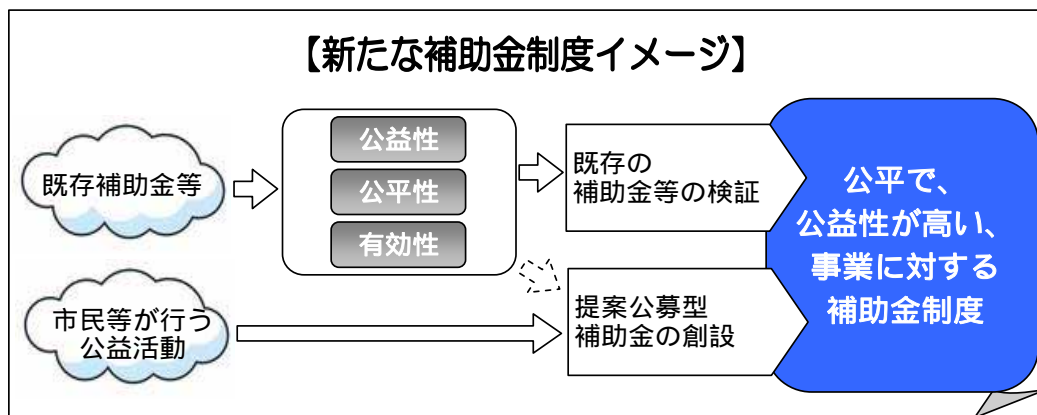 【新たな補助金制度イメージ】
既存補助金等
公益性
公平性
有効性
既存の
補助金等の検証
市民等が行う
公益活動
提案公募型
補助金の創設
公平で、
公益性が高い、
事業に対する
補助金制度